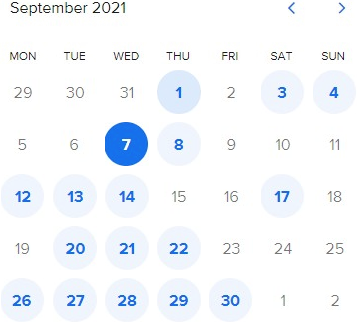 September 2021
MON TUE WED THU FRI SAT SUN
29 30 31 1 2 3 4
5 6 7 8 9 10 11
12 13 14 15 16 17 18
19 20 21 22 23 24 25
26 27 28 29 30 1 2